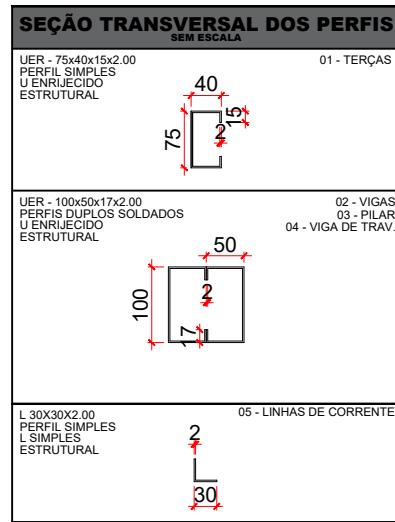 SEÇÃO TRANSVERSAL DOS PERFIS
SEM ESCALA
UER - 75x40x15x2.00
PERFIL SIMPLES
U ENRIJECIDO
ESTRUTURAL
01 - TERÇAS
40
15
2
75
UER - 100x50x17x2.00
PERFIS DUPLOS SOLDADOS
U ENRIJECIDO
ESTRUTURAL
02 - VIGAS
03 - PILAR
04 - VIGA DE TRAV.
50
2
100
17
L 30X30X2.00
PERFIL SIMPLES
L SIMPLES
ESTRUTURAL
05 - LINHAS DE CORRENTE
2
30